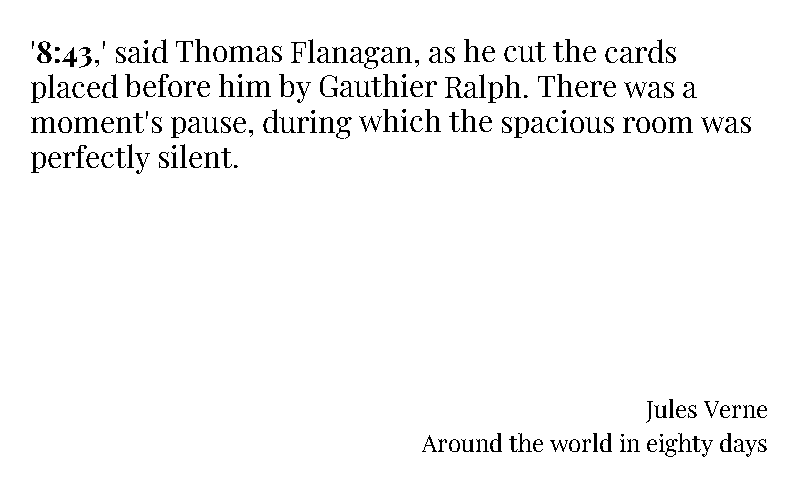 '8:43,' said Thomas Flanagan, as he cut the cards
placed before him by Gauthier Ralph. There was a
moment's pause, during which the spacious room was
perfectly silent.
Jules Verne
Around the world in eighty days